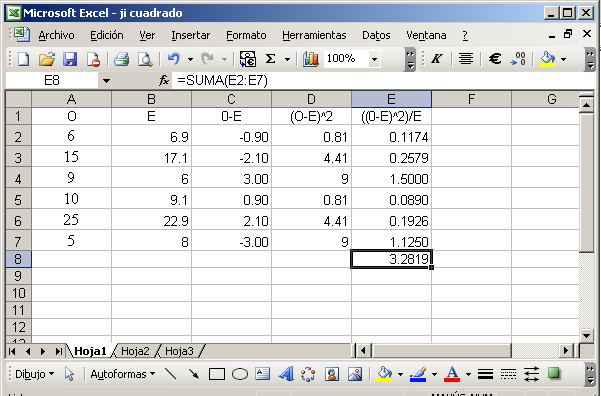 Microsoft Excel - ji cuadrado
Archivo Edición Ver Insertar Formato Herramientas Datos Ventana ?
Σ 100% K € 000
E8 fx =SUMA(E2:E7)
A B C D E F G
1 O E 0-E (O-E)^2 ((0-E)^2)/E
2 6 6.9 -0.90 0.81 0.1174
3 15 17.1 -2.10 4.41 0.2579
4 9 6 3.00 9 1.5000
5 10 9.1 0.90 0.81 0.0890
6 25 22.9 2.10 4.41 0.1926
7 5 8 -3.00 9 1.1250
8 3.2819
9
10
11
12
Hoja1 Hoja2 Hoja3
Dibujo Autoformas A A